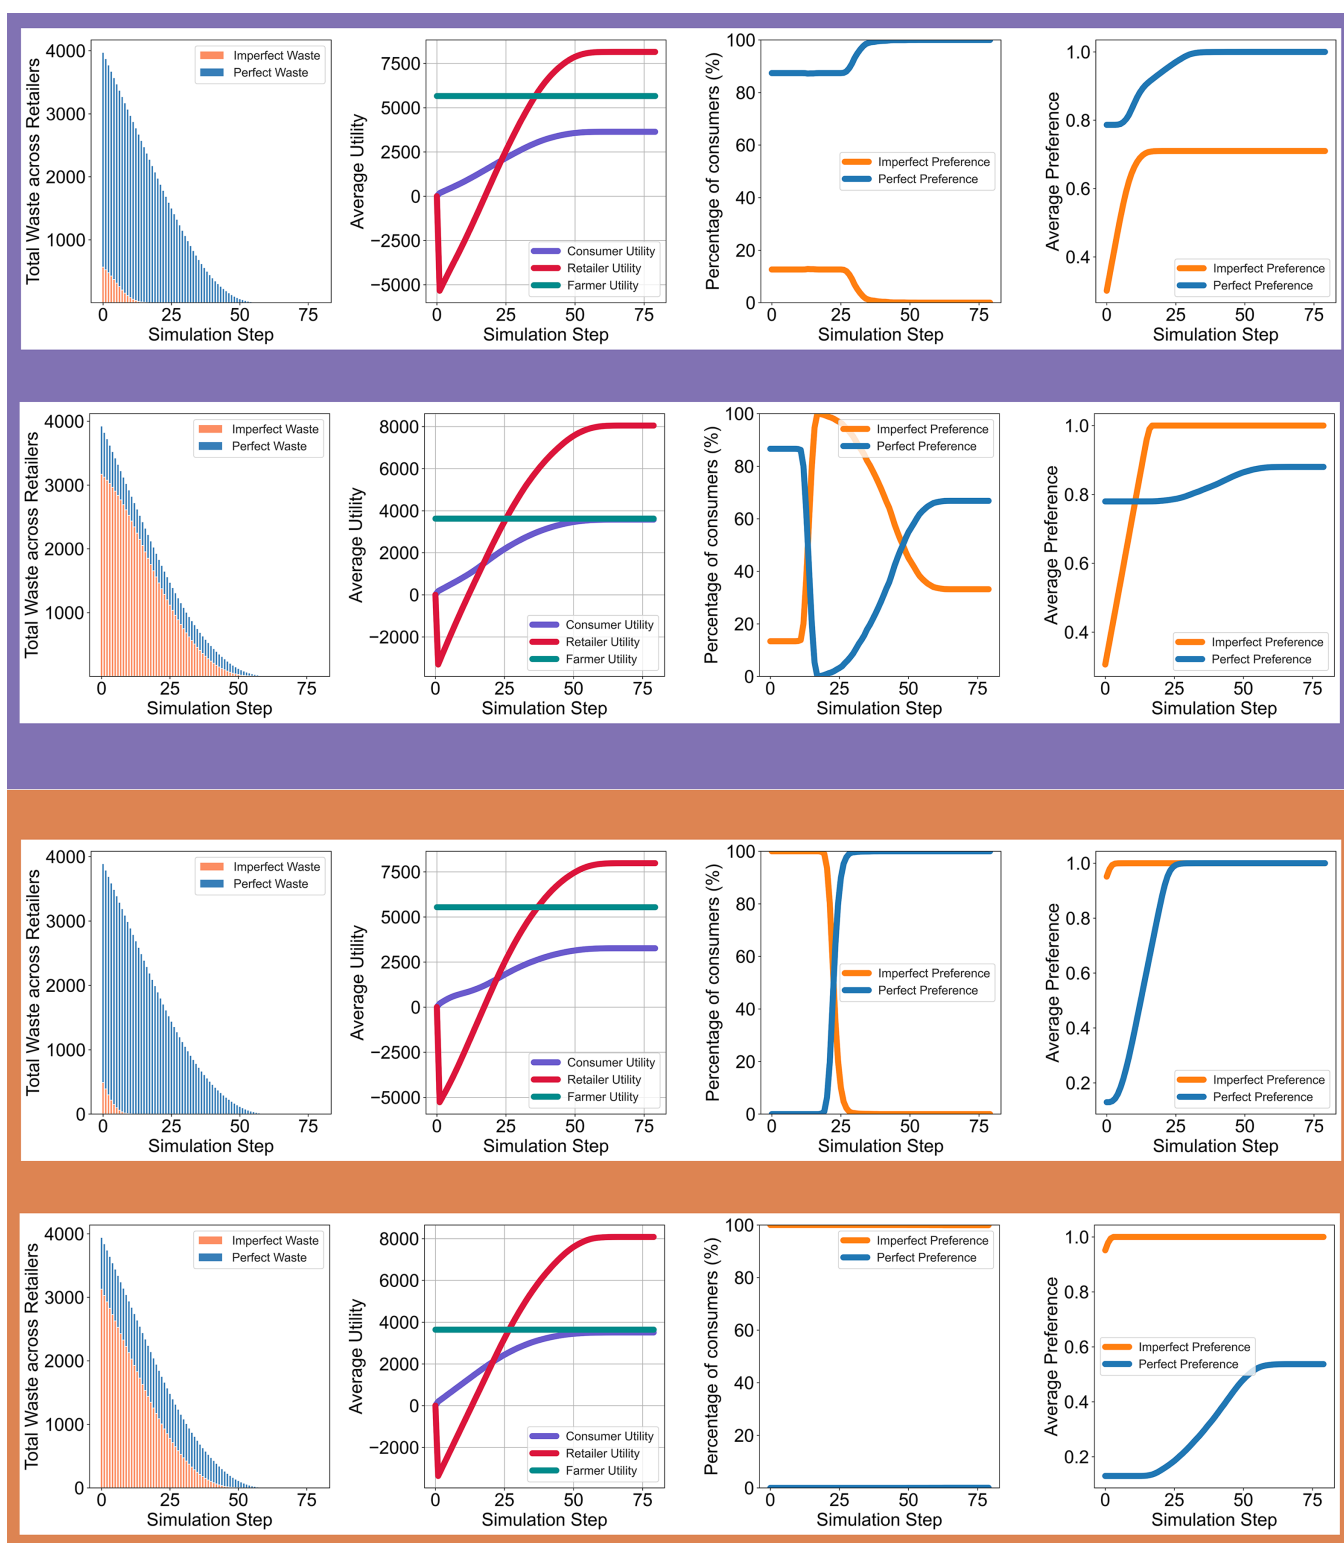 Total Waste across Retailers
4000
3000
2000
1000
0 25 50 75
Simulation Step
Imperfect Waste
Perfect Waste
Average Utility
7500
5000
2500
0
−2500
−5000
0 25 50 75
Simulation Step
Consumer Utility
Retailer Utility
Farmer Utility
Percentage of consumers (%)
100
80
60
40
20
0
0 25 50 75
Simulation Step
Imperfect Preference
Perfect Preference
Average Preference
1.0
0.8
0.6
0.4
0 25 50 75
Simulation Step
Imperfect Preference
Perfect Preference
Total Waste across Retailers
4000
3000
2000
1000
0 25 50 75
Simulation Step
Imperfect Waste
Perfect Waste
Average Utility
8000
6000
4000
2000
0
−2000
0 25 50 75
Simulation Step
Consumer Utility
Retailer Utility
Farmer Utility
Percentage of consumers (%)
100
80
60
40
20
0
0 25 50 75
Simulation Step
Imperfect Preference
Perfect Preference
Average Preference
1.0
0.8
0.6
0.4
0 25 50 75
Simulation Step
Imperfect Preference
Perfect Preference
Total Waste across Retailers
4000
3000
2000
1000
0
0 25 50 75
Simulation Step
Imperfect Waste
Perfect Waste
Average Utility
7500
5000
2500
0
−2500
−5000
0 25 50 75
Simulation Step
Consumer Utility
Retailer Utility
Farmer Utility
Percentage of consumers (%)
100
80
60
40
20
0
0 25 50 75
Simulation Step
Imperfect Preference
Perfect Preference
Average Preference
1.0
0.8
0.6
0.4
0.2
0 25 50 75
Simulation Step
Imperfect Preference
Perfect Preference
Total Waste across Retailers
4000
3000
2000
1000
0
0 25 50 75
Simulation Step
Imperfect Waste
Perfect Waste
Average Utility
8000
6000
4000
2000
0
−2000
0 25 50 75
Simulation Step
Consumer Utility
Retailer Utility
Farmer Utility
Percentage of consumers (%)
100
80
60
40
20
0
0 25 50 75
Simulation Step
Imperfect Preference
Perfect Preference
Average Preference
1.0
0.8
0.6
0.4
0.2
0 25 50 75
Simulation Step
Imperfect Preference
Perfect Preference